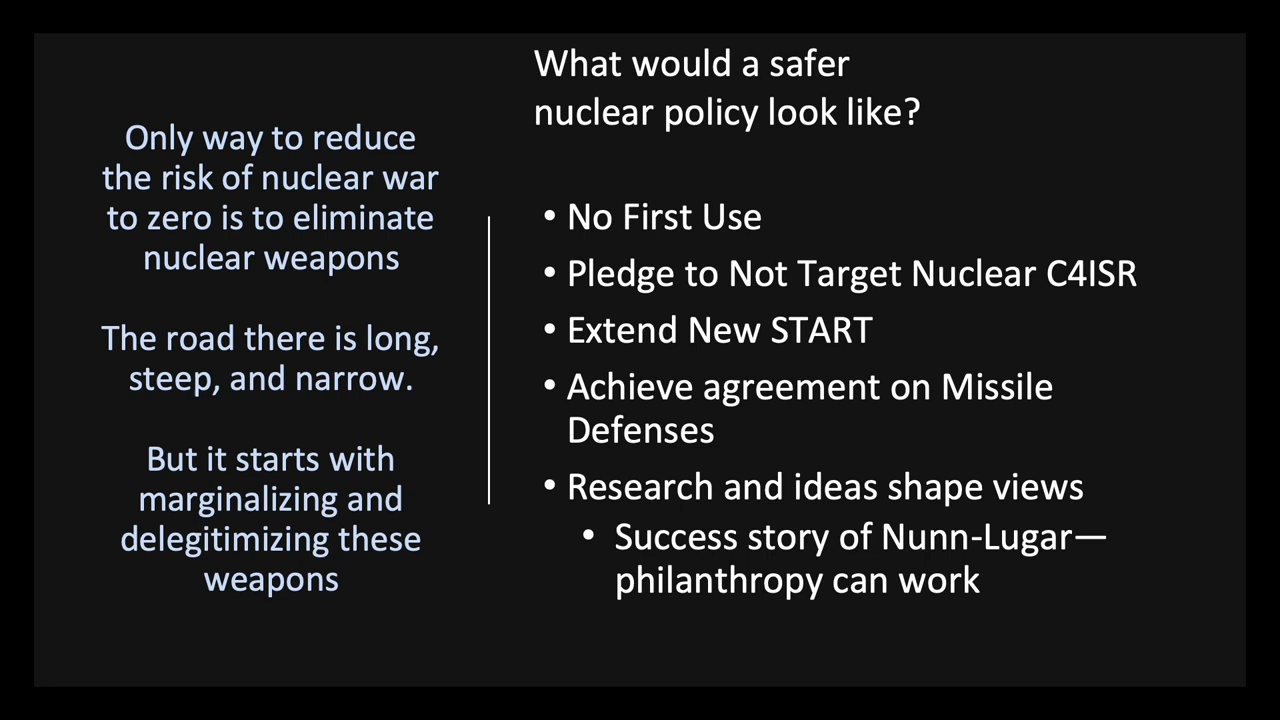 Only way to reduce
the risk of nuclear war
to zero is to eliminate
nuclear weapons
The road there is long,
steep, and narrow.
But it starts with
marginalizing and
delegitimizing these
weapons
What would a safer
nuclear policy look like?
• No First Use
• Pledge to Not Target Nuclear C4ISR
• Extend New START
• Achieve agreement on Missile
Defenses
• Research and ideas shape views
• Success story of Nunn-Lugar—
philanthropy can work